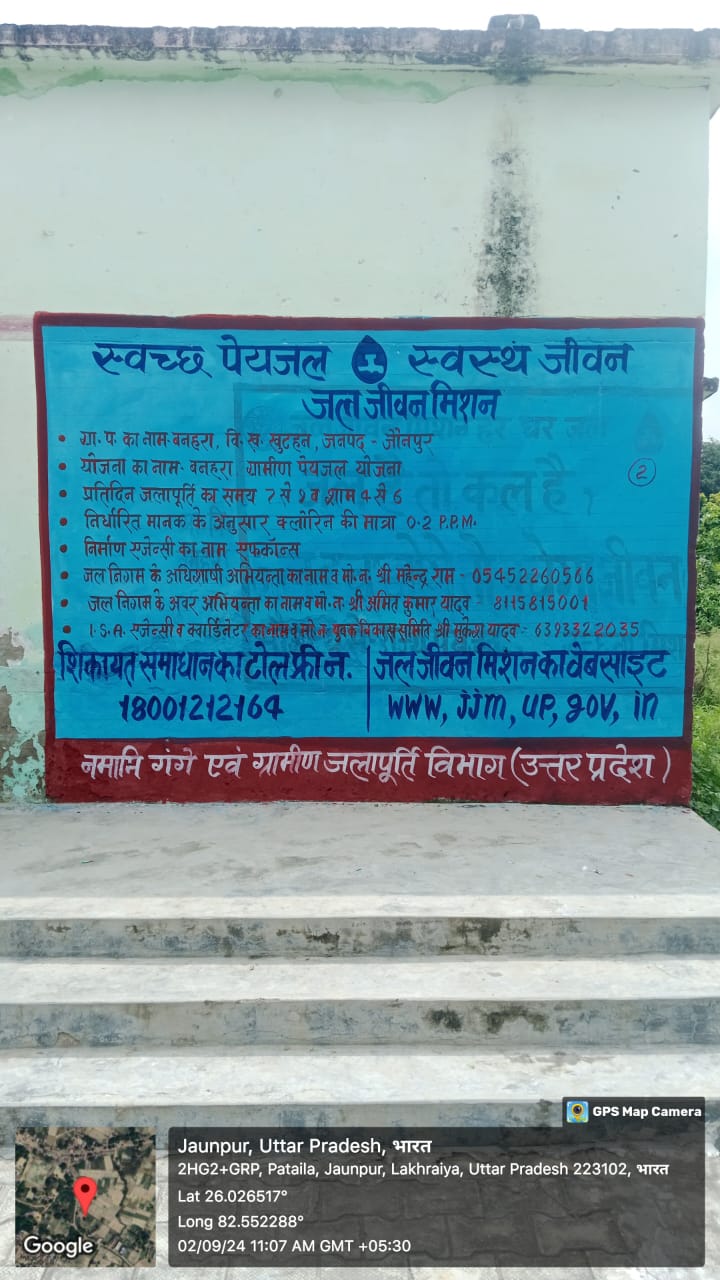 स्वच्छ पेयजल स्वस्थ जीवन
जल जीवन मिशन
• ग्रा. प. का नाम- बनहरा, वि. ख. खुटहन, जनपद - जौनपुर
• योजना का नाम- बनहरा ग्रामीण पेयजल योजना
②
• प्रतिदिन जलापूर्ति का समय 7 से 9 व शाम 4 से 6
• निर्धारित मानक के अनुसार क्लोरिन की मात्रा 0.2 P.P.M.
• निर्माण एजेन्सी का नाम एफकॉन्स
• जल निगम के अधिशाषी अभियन्ता का नाम व मो. न. श्री महेन्द्र राम - 05452260566
• जल निगम के अवर अभियन्ता का नाम व मो. न. श्री अमित कुमार यादव - 8115815001
• I.S.A. एजेन्सी व क्वार्डिनेटर का नाम व मो. न. युवक विकास समिति श्री मुकेश यादव - 6393322035
शिकायत समाधान का टोल फ्री न.
18001212164
जल जीवन मिशन का वेबसाइट
www, jjm, up, gov, in
नमामि गंगे एवं ग्रामीण जलापूर्ति विभाग (उत्तर प्रदेश)
GPS Map Camera
Jaunpur, Uttar Pradesh, भारत
2HG2+GRP, Pataila, Jaunpur, Lakhraiya, Uttar Pradesh 223102, भारत
Lat 26.026517°
Long 82.552288°
02/09/24 11:07 AM GMT +05:30
Google